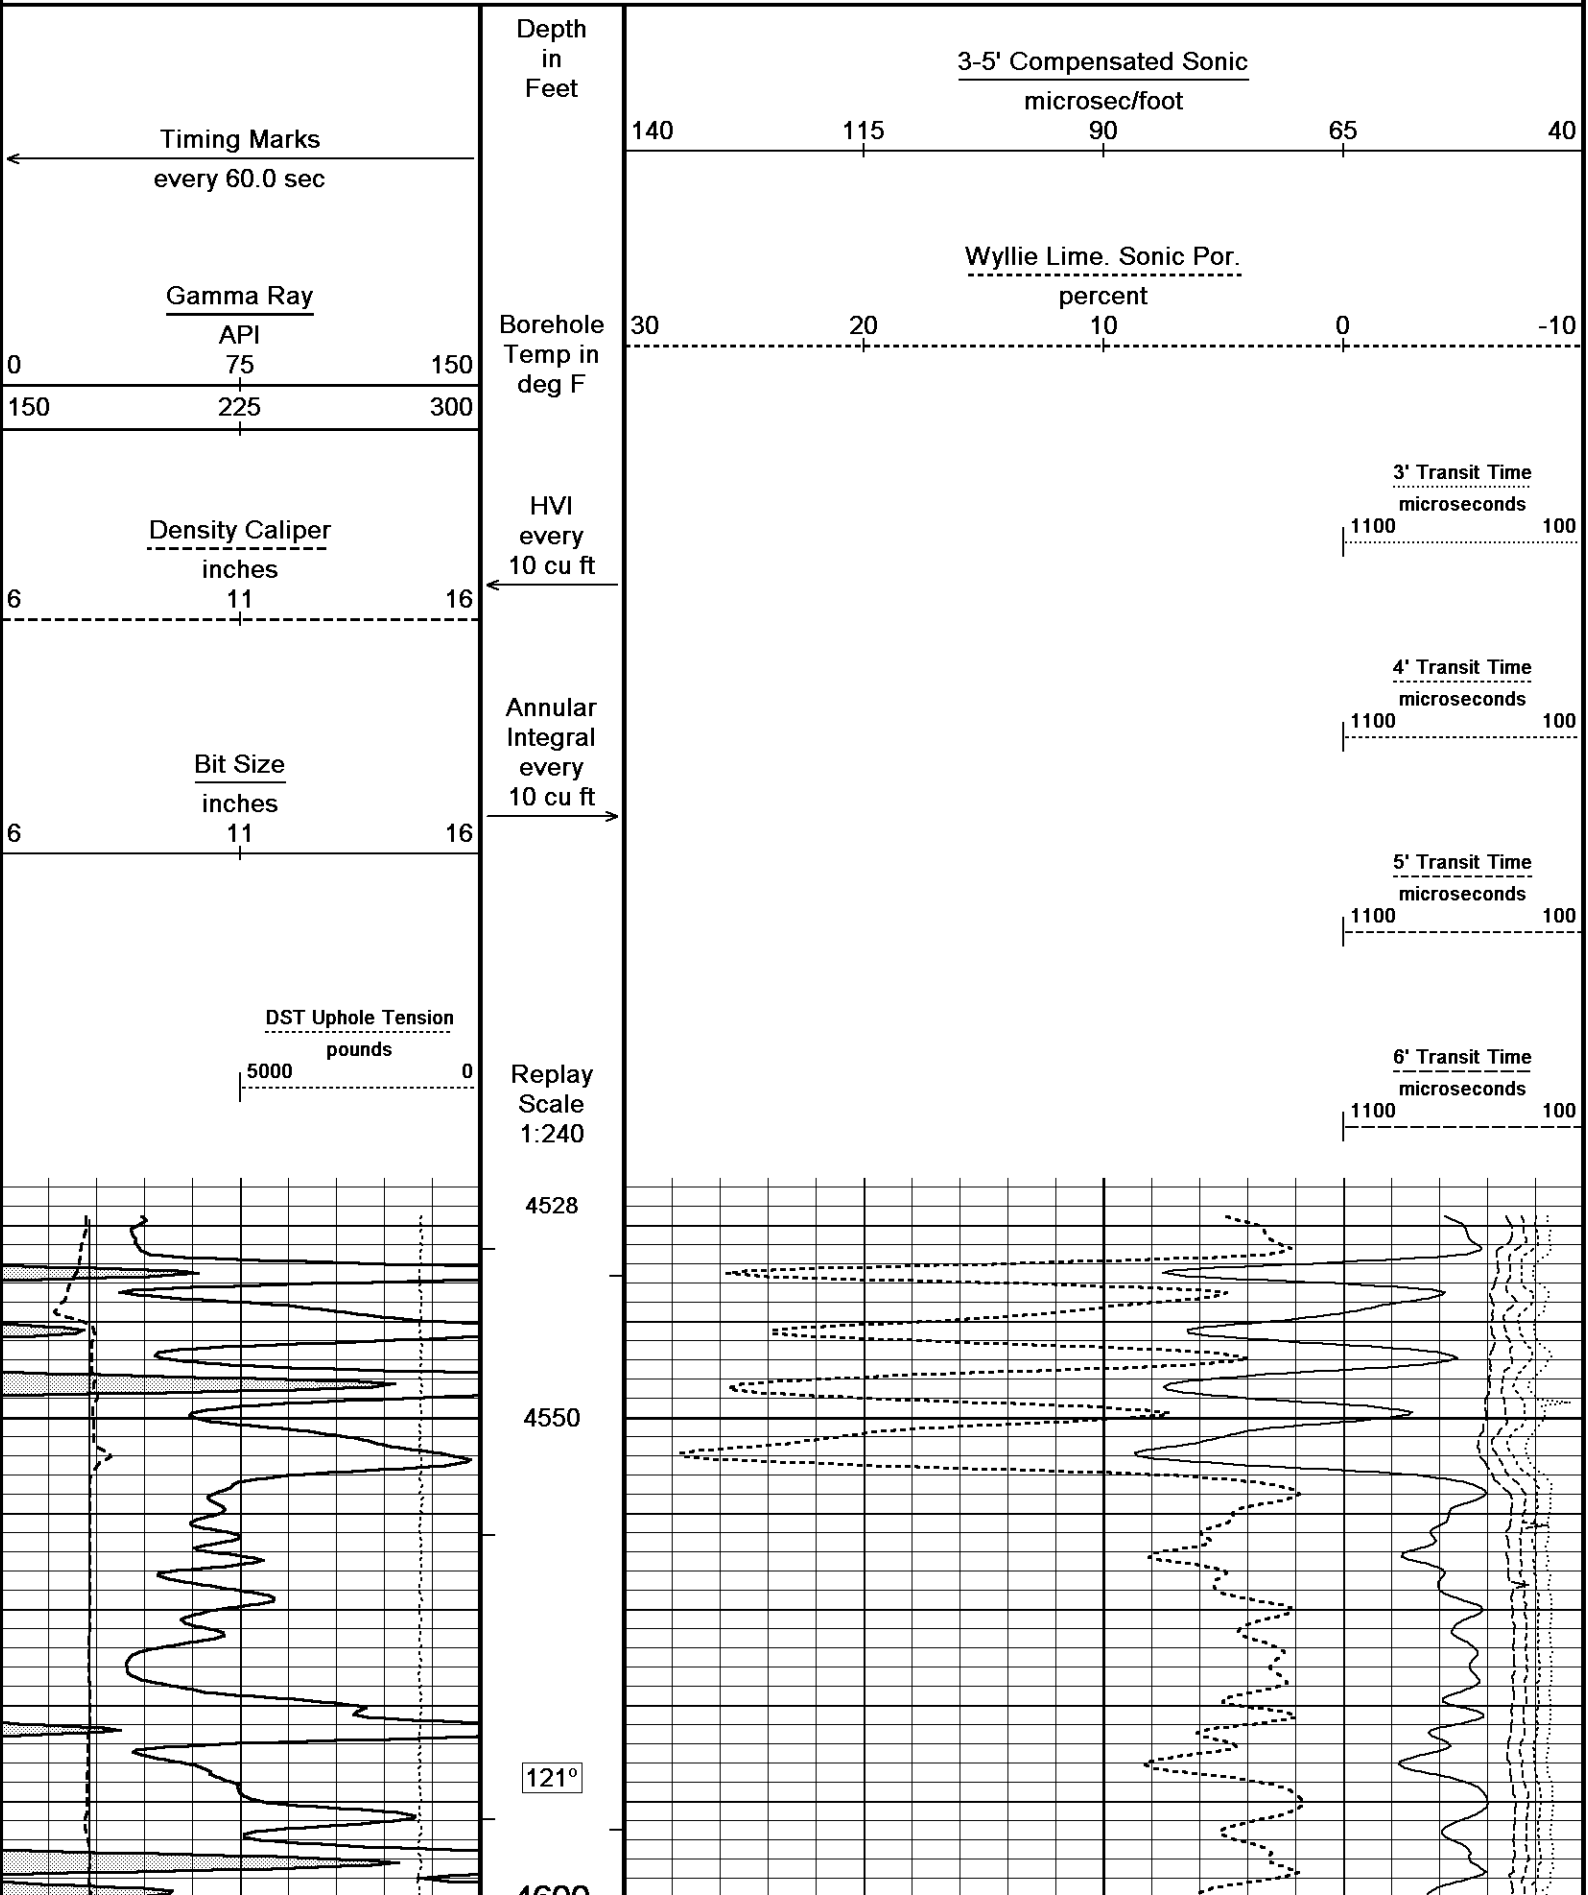 Timing Marks
every 60.0 sec
Gamma Ray
API
0 75 150
150 225 300
Density Caliper
inches
6 11 16
Bit Size
inches
6 11 16
DST Uphole Tension
pounds
5000 0
Depth
in
Feet
Borehole
Temp in
deg F
HVI
every
10 cu ft
Annular
Integral
every
10 cu ft
Replay
Scale
1:240
3-5' Compensated Sonic
microsec/foot
140 115 90 65 40
Wyllie Lime. Sonic Por.
percent
30 20 10 0 -10
3' Transit Time
microseconds
1100 100
4' Transit Time
microseconds
1100 100
5' Transit Time
microseconds
1100 100
6' Transit Time
microseconds
1100 100
4528
4550
121°
4600